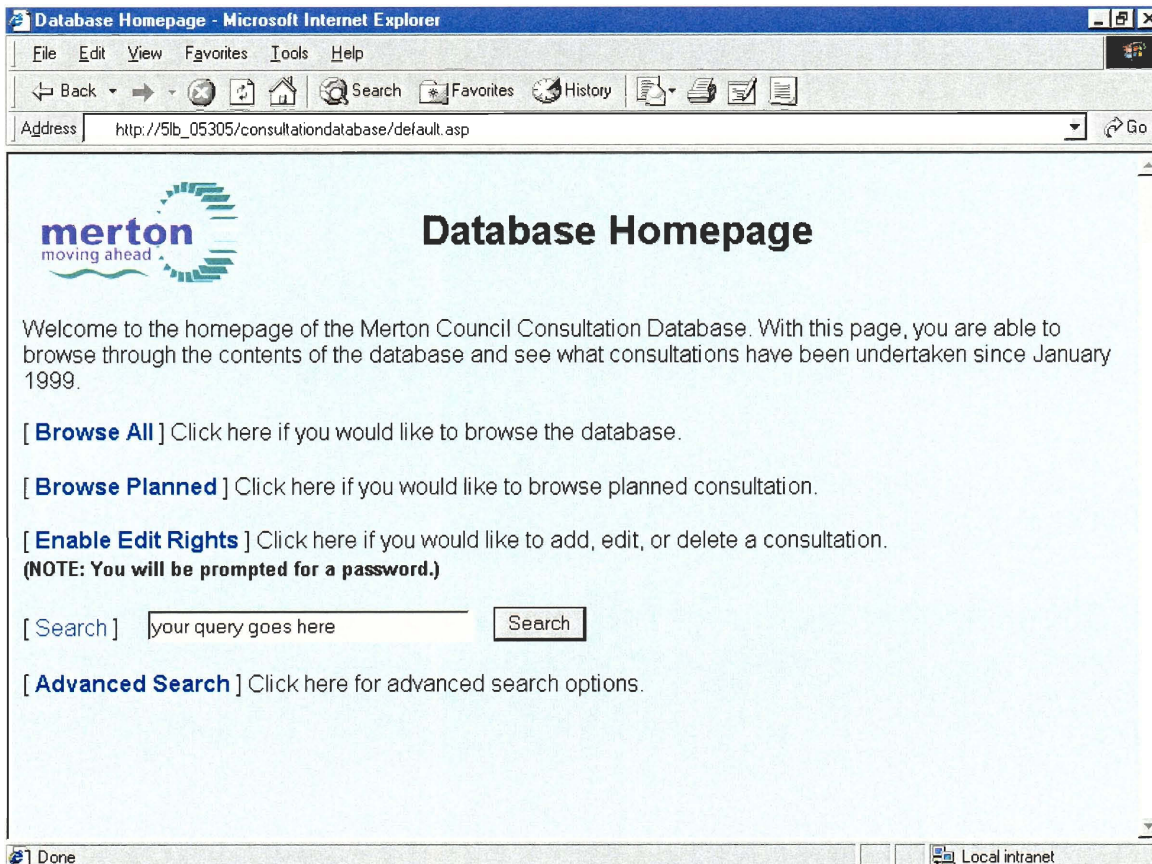 Database Homepage - Microsoft Internet Explorer
File Edit View Favorites Tools Help
Back Search Favorites History
Address http://5lb_05305/consultationdatabase/default.asp Go
merton
moving ahead
Database Homepage
Welcome to the homepage of the Merton Council Consultation Database. With this page, you are able to
browse through the contents of the database and see what consultations have been undertaken since January
1999.
[ Browse All ] Click here if you would like to browse the database.
[ Browse Planned ] Click here if you would like to browse planned consultation.
[ Enable Edit Rights ] Click here if you would like to add, edit, or delete a consultation.
(NOTE: You will be prompted for a password.)
[ Search ] your query goes here Search
[ Advanced Search ] Click here for advanced search options.
Done Local intranet